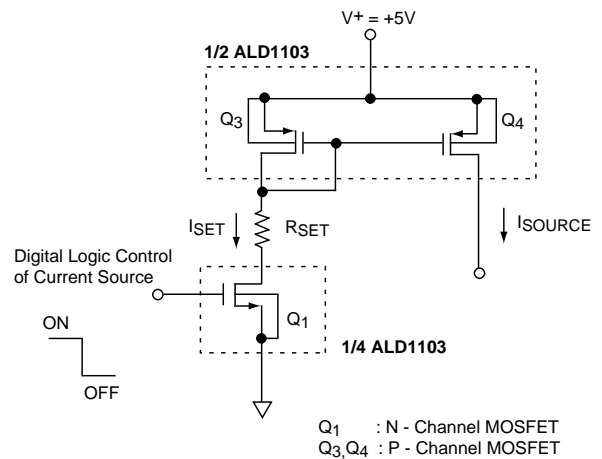 V+ = +5V
1/2 ALD1103
Q3
Q4
ISET
RSET
ISOURCE
Digital Logic Control
of Current Source
ON
OFF
Q1
1/4 ALD1103
Q1 : N - Channel MOSFET
Q3,Q4 : P - Channel MOSFET